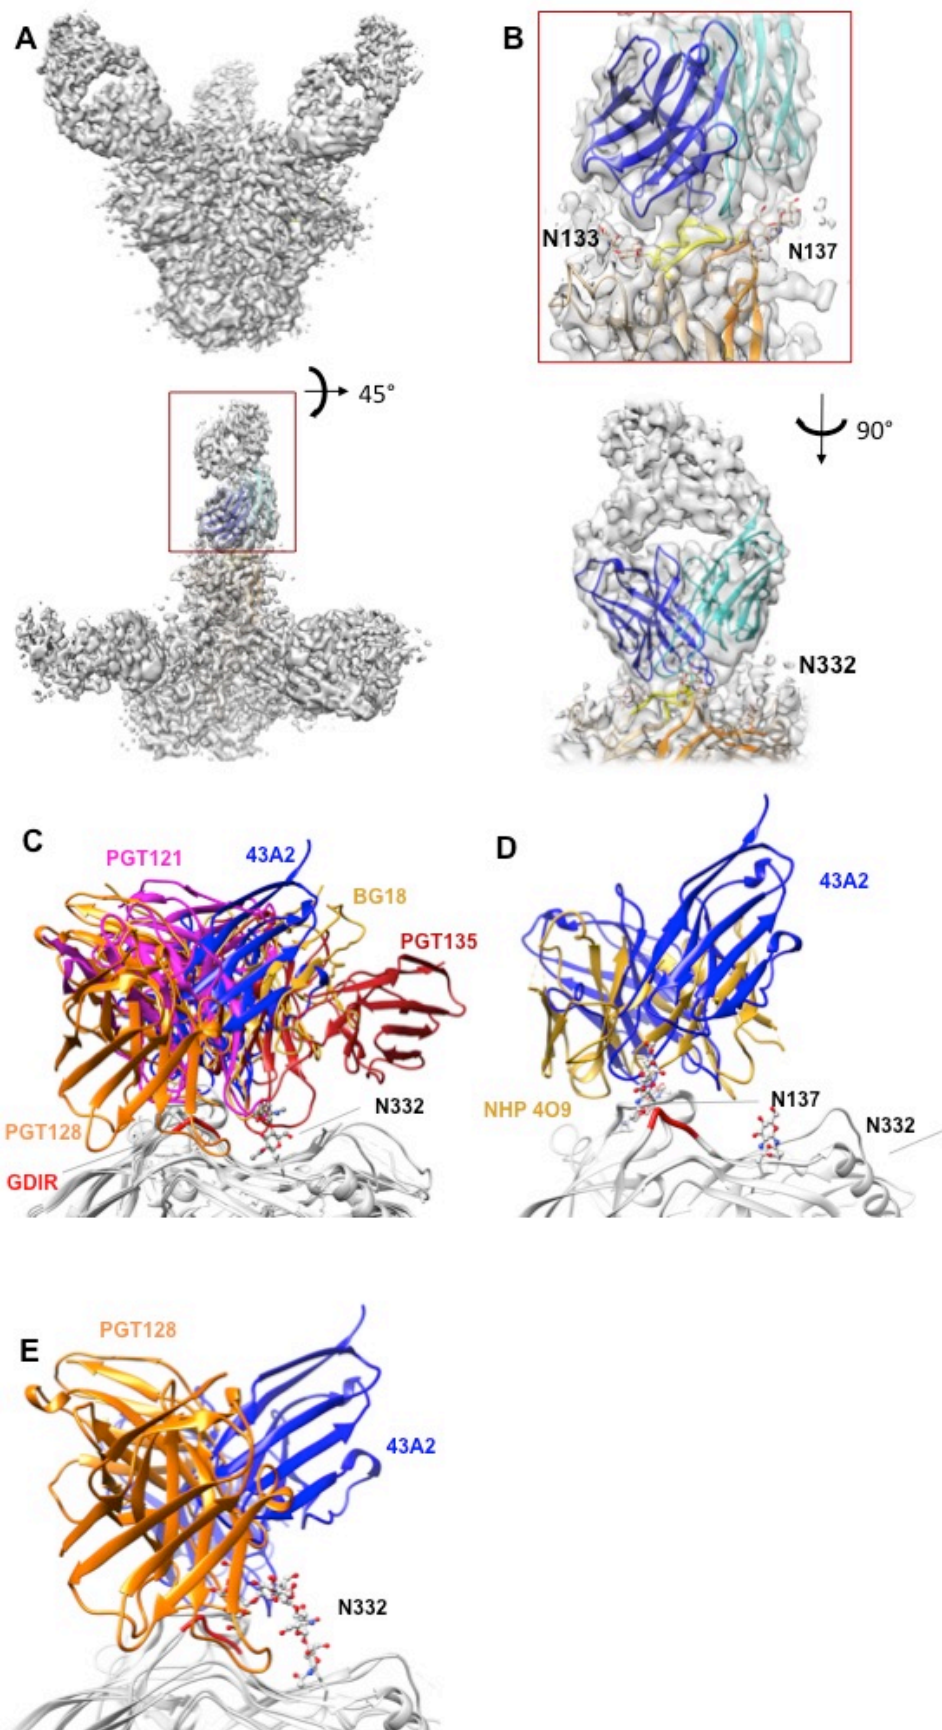 A
B
N133
N137
45°
90°
N332
C
PGT121
43A2
BG18
PGT135
N332
PGT128
GDIR
D
43A2
NHP 4O9
N137
N332
E
PGT128
43A2
N332